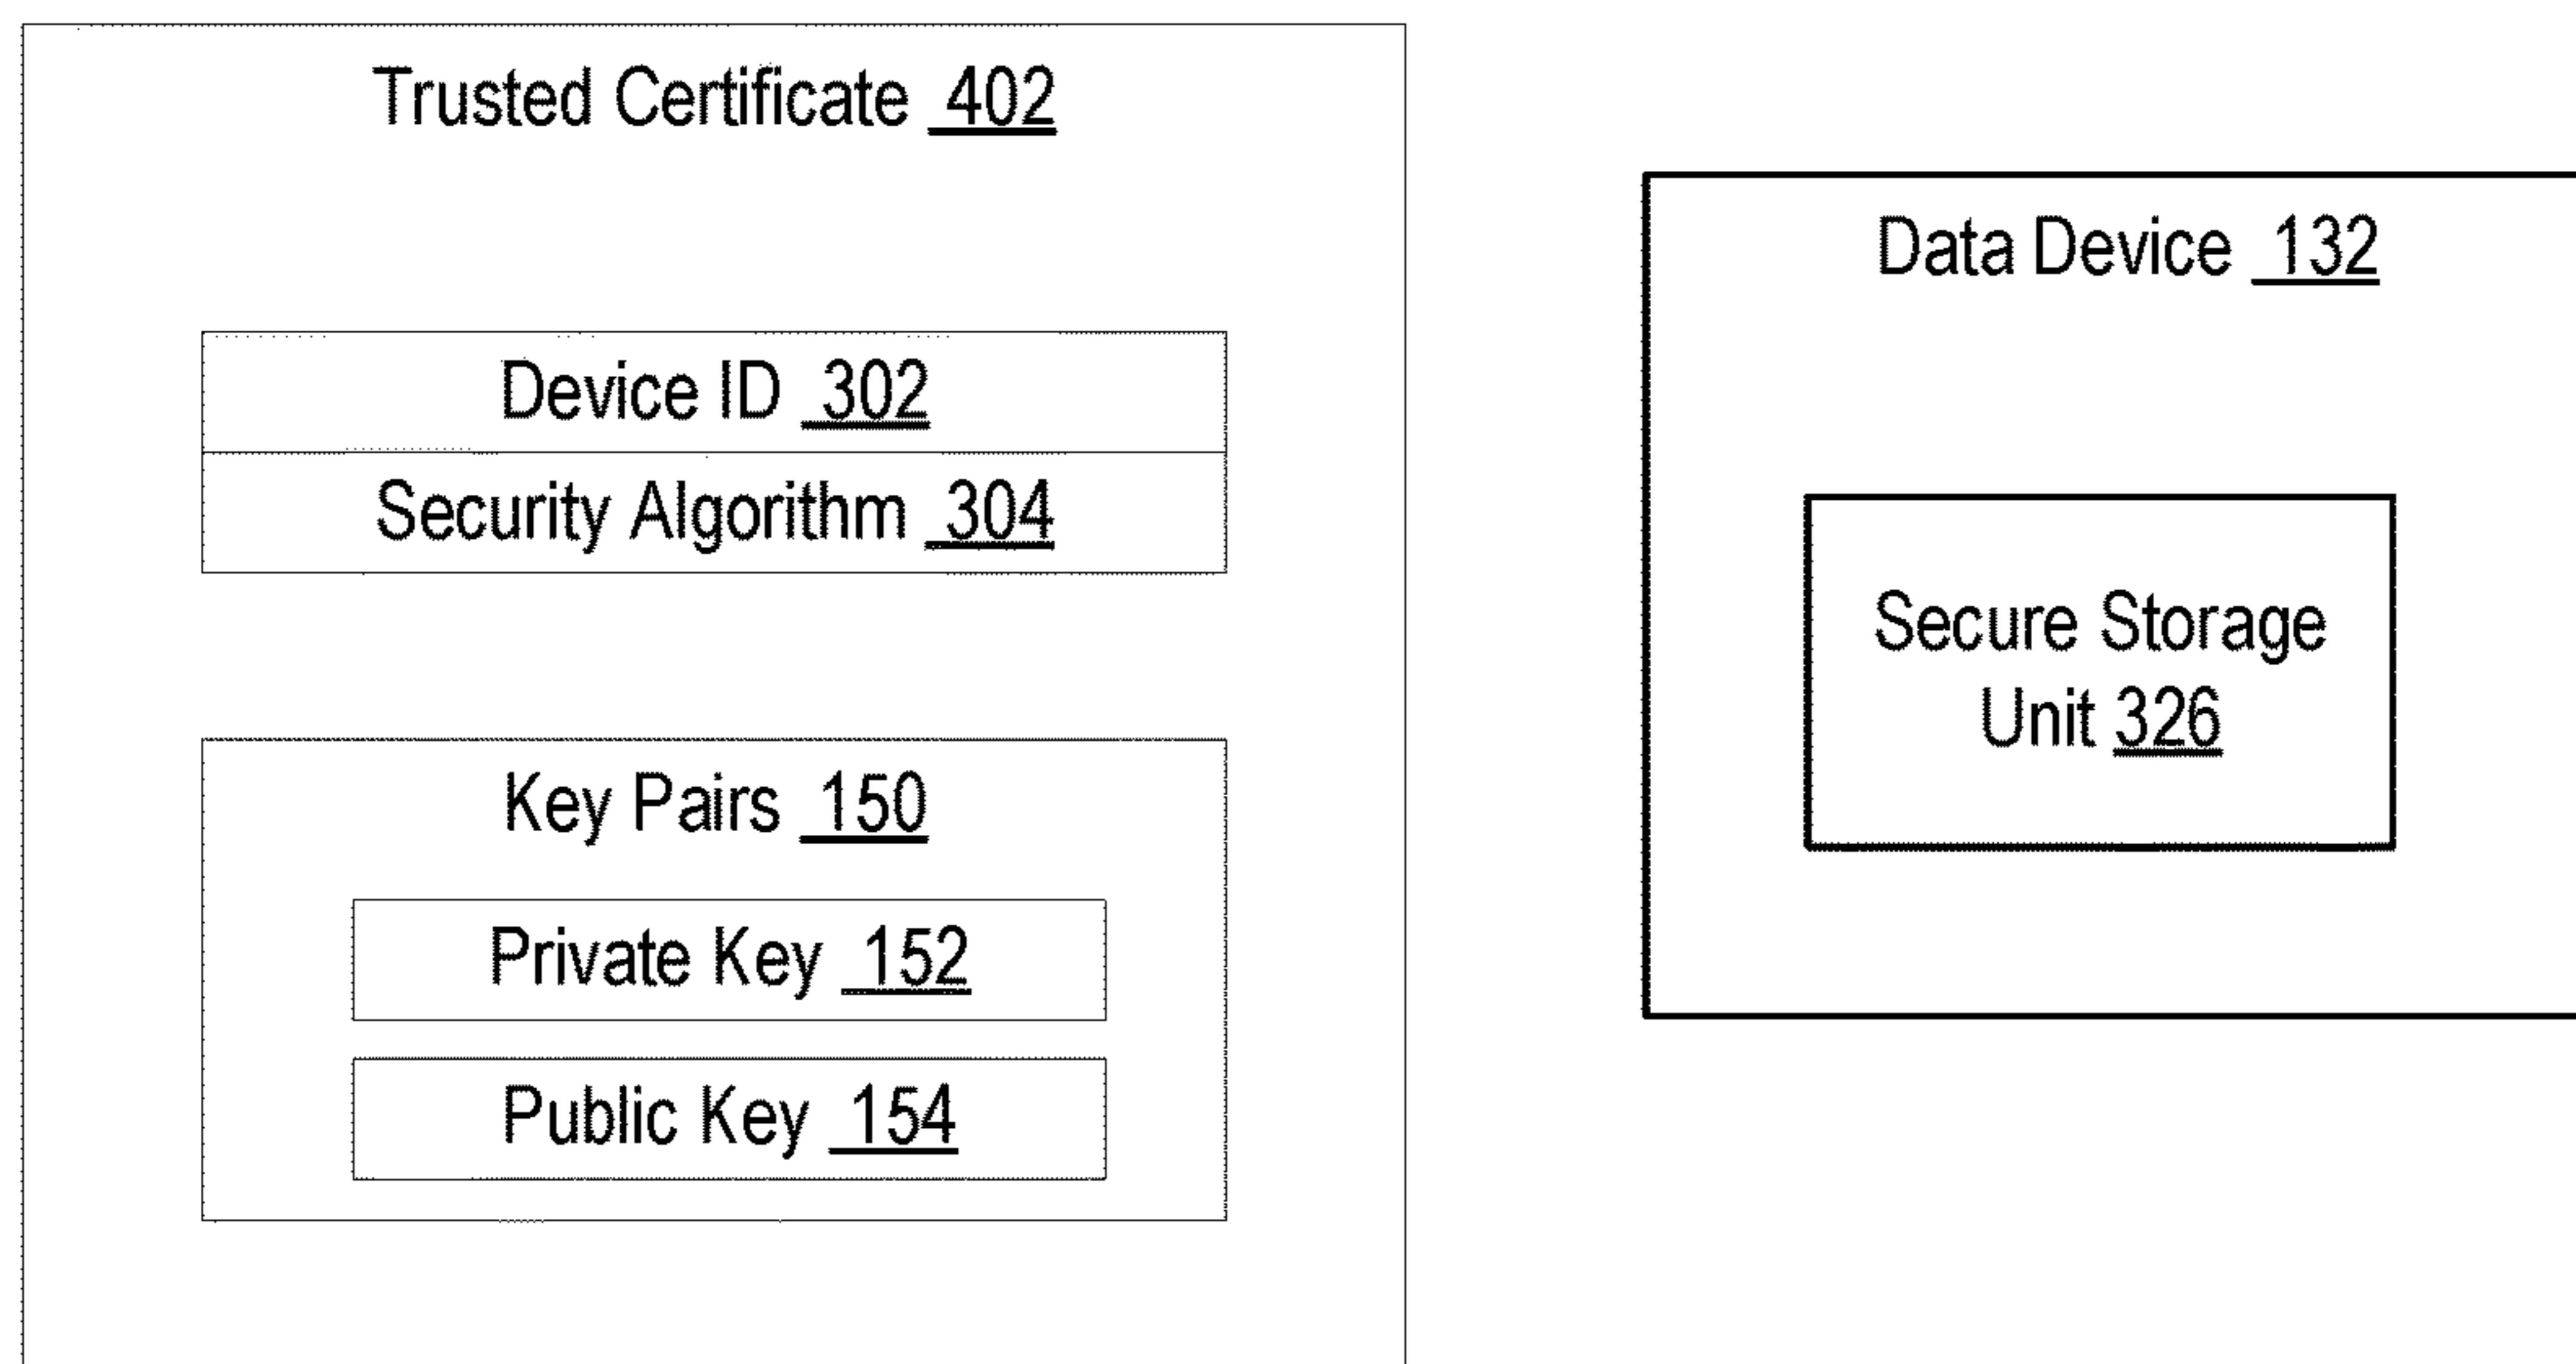 Trusted Certificate 402
Device ID 302
Security Algorithm 304
Key Pairs 150
Private Key 152
Public Key 154
Data Device 132
Secure Storage
Unit 326